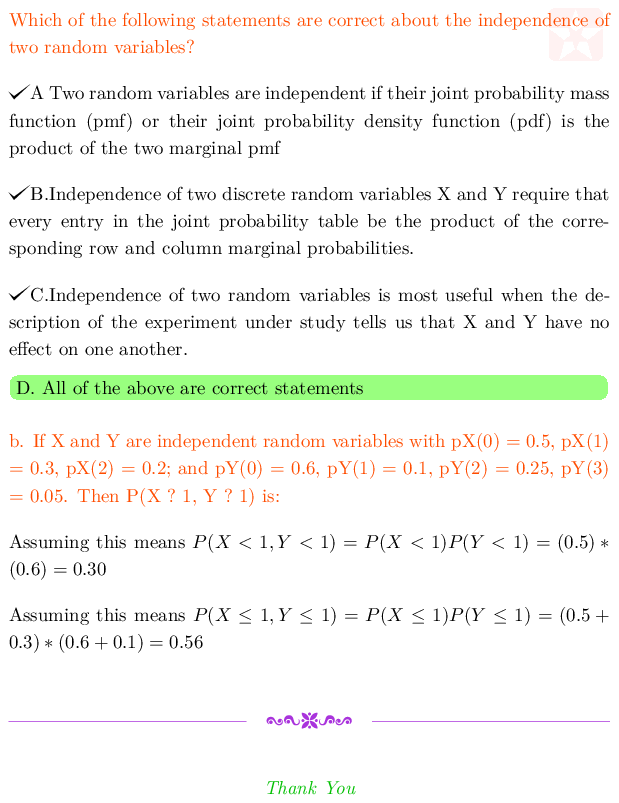 Which of the following statements are correct about the independence of
two random variables?
✓A Two random variables are independent if their joint probability mass
function (pmf) or their joint probability density function (pdf) is the
product of the two marginal pmf
✓B.Independence of two discrete random variables X and Y require that
every entry in the joint probability table be the product of the corre-
sponding row and column marginal probabilities.
✓C.Independence of two random variables is most useful when the de-
scription of the experiment under study tells us that X and Y have no
effect on one another.
D. All of the above are correct statements
b. If X and Y are independent random variables with pX(0) = 0.5, pX(1)
= 0.3, pX(2) = 0.2; and pY(0) = 0.6, pY(1) = 0.1, pY(2) = 0.25, pY(3)
= 0.05. Then P(X ? 1, Y ? 1) is:
Assuming this means P(X < 1, Y < 1) = P(X < 1)P(Y < 1) = (0.5) ∗
(0.6) = 0.30
Assuming this means P(X ≤ 1, Y ≤ 1) = P(X ≤ 1)P(Y ≤ 1) = (0.5 +
0.3) ∗ (0.6 + 0.1) = 0.56
Thank You